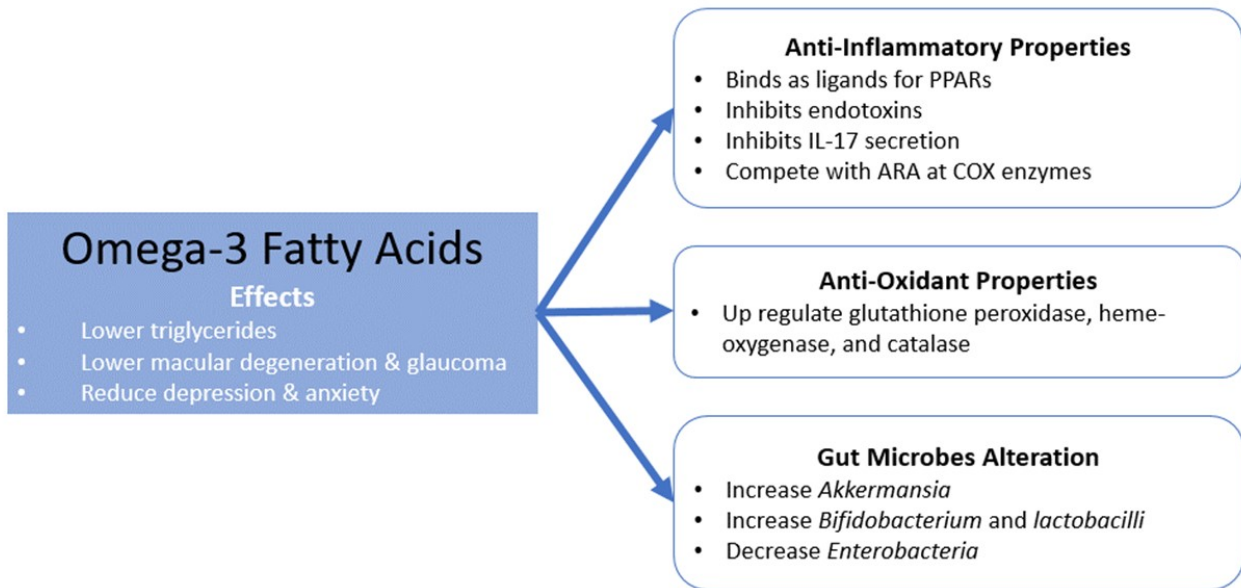 Omega-3 Fatty Acids
Effects
• Lower triglycerides
• Lower macular degeneration & glaucoma
• Reduce depression & anxiety
Anti-Inflammatory Properties
• Binds as ligands for PPARs
• Inhibits endotoxins
• Inhibits IL-17 secretion
• Compete with ARA at COX enzymes
Anti-Oxidant Properties
• Up regulate glutathione peroxidase, heme-
oxygenase, and catalase
Gut Microbes Alteration
• Increase Akkermansia
• Increase Bifidobacterium and lactobacilli
• Decrease Enterobacteria